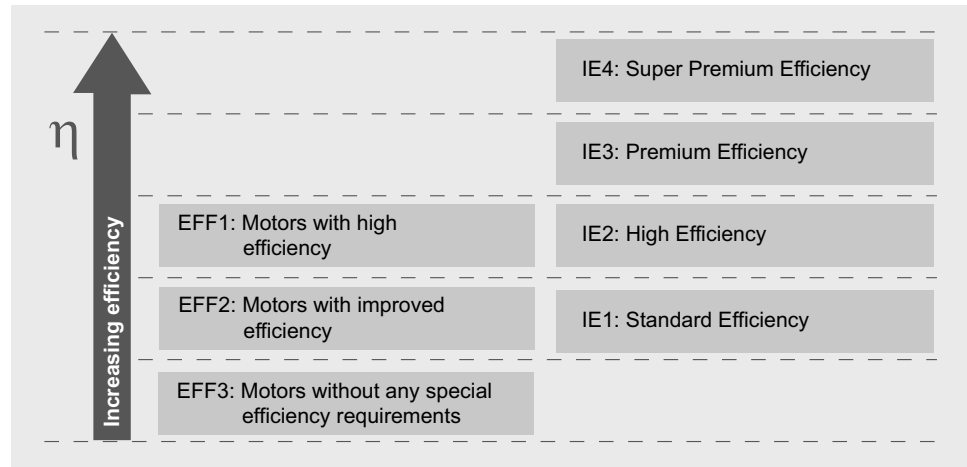 IE4: Super Premium Efficiency
η
IE3: Premium Efficiency
EFF1: Motors with high
efficiency
IE2: High Efficiency
EFF2: Motors with improved
efficiency
IE1: Standard Efficiency
EFF3: Motors without any special
efficiency requirements
Increasing efficiency